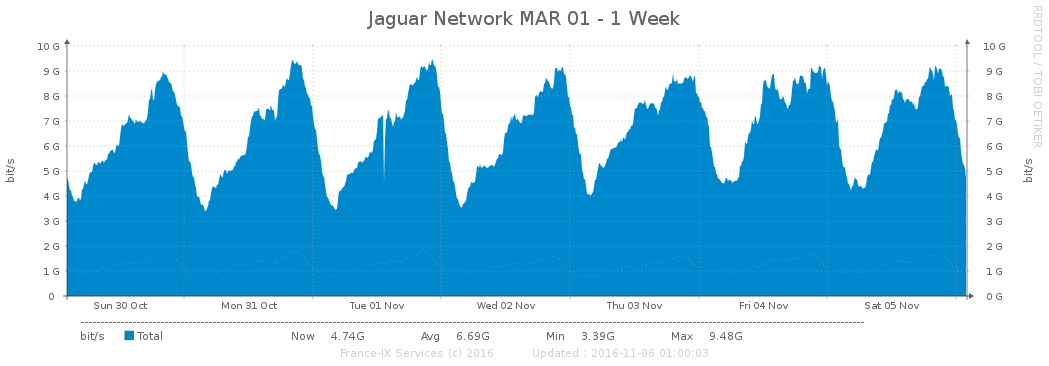 Jaguar Network MAR 01 - 1 Week
RRDTOOL / TOBI OETIKER
10 G 10 G
9 G 9 G
8 G 8 G
7 G 7 G
6 G 6 G
5 G 5 G
4 G 4 G
3 G 3 G
2 G 2 G
1 G 1 G
0 0 G
bit/s
bit/s
Sun 30 Oct Mon 31 Oct Tue 01 Nov Wed 02 Nov Thu 03 Nov Fri 04 Nov Sat 05 Nov
bit/s Total Now 4.74G Avg 6.69G Min 3.39G Max 9.48G
France-IX Services (c) 2016 Updated : 2016-11-06 01:00:03